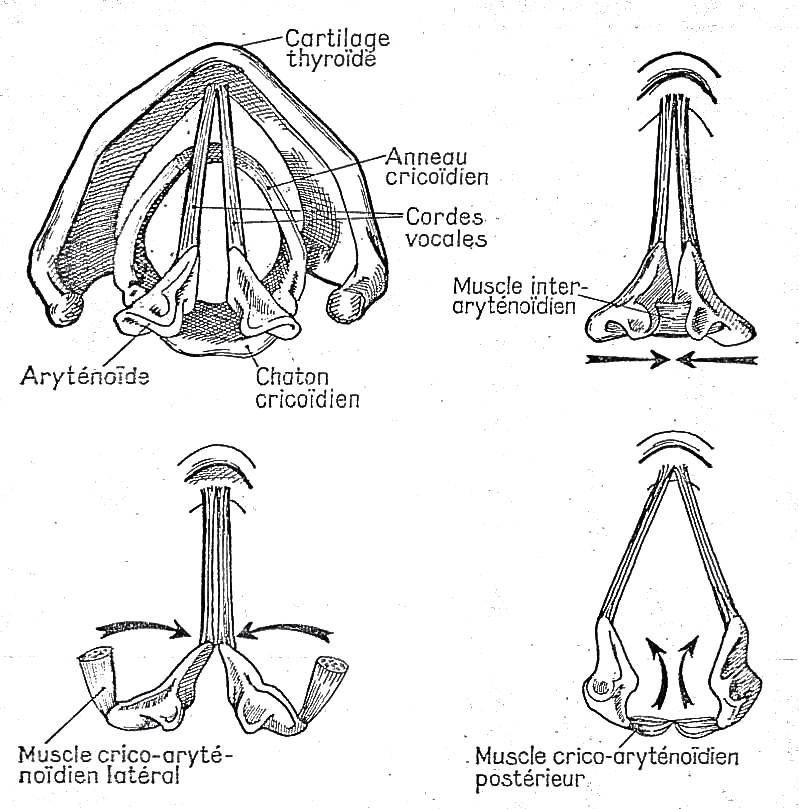 Cartilage
thyroïde
Anneau
cricoïdien
Cordes
vocales
Aryténoïde
Chaton
cricoïdien
Muscle inter-
aryténoïdien
Muscle crico-aryté-
noïdien latéral
Muscle crico-aryténoïdien
postérieur